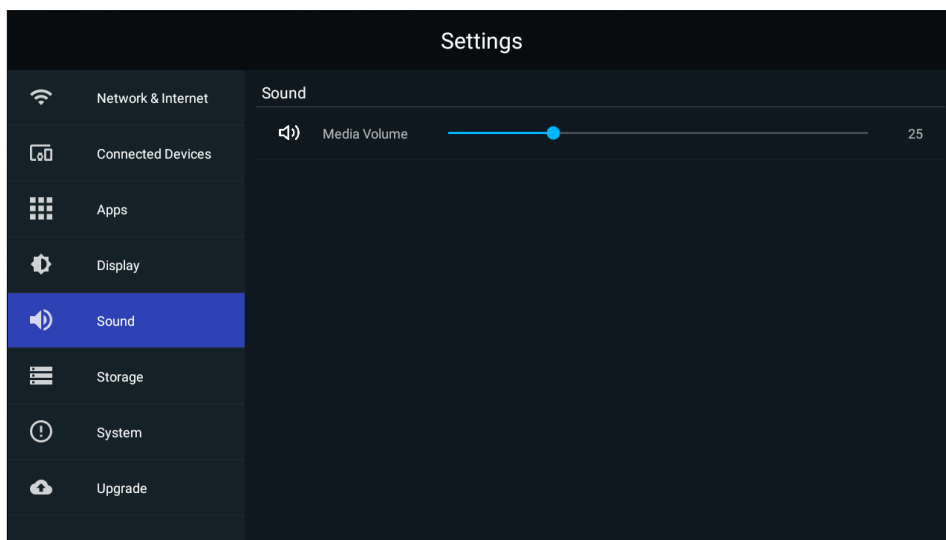 Settings
Network & Internet
Connected Devices
Apps
Display
Sound
Storage
System
Upgrade
Sound
Media Volume 25